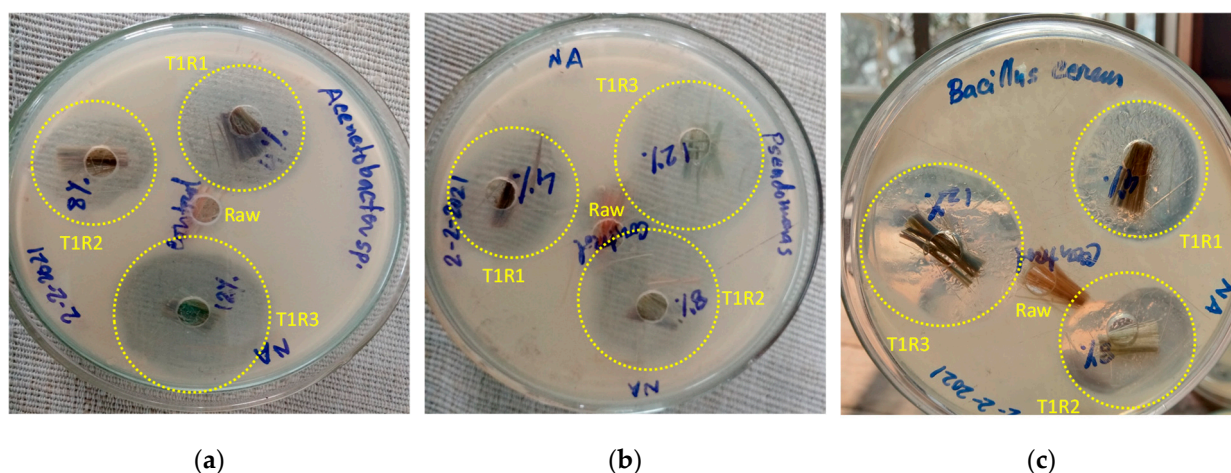 T1R1
Acenetobacter sp.
T1R2
8%
Raw
2-2-2021
12%
T1R3
NA
(a)
NA
T1R3
Pseudomonas
12%
4%
2-2-2021
Raw
Control
T1R1
T1R2
8%
NA
(b)
Bacillus cereus
4%
12%
T1R1
Control
NA
Raw
T1R3
8%
2-2-2021
T1R2
(c)